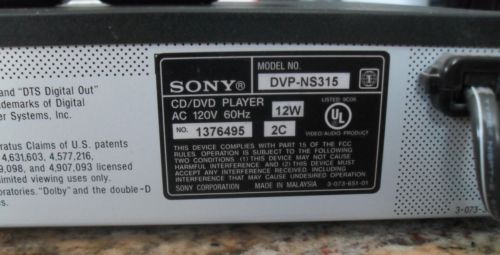 and "DTS Digital Out"
demarks of Digital
er Systems, Inc.
ratus Claims of U.S. patents
4,631,603, 4,577,216,
9,098, and 4,907,093 licensed
limited viewing uses only.
oratories. "Dolby" and the double-D
SONY®
MODEL NO.
DVP-NS315
CD/DVD PLAYER
AC 120V 60Hz
12W
NO. 1376495
2C
LISTED 9C06
UL
®
VIDEO/AUDIO PRODUCT
THIS DEVICE COMPLIES WITH PART 15 OF THE FCC
RULES OPERATION IS SUBJECT TO THE FOLLOWING
TWO CONDITIONS (1) THIS DEVICE MAY NOT CAUSE
HARMFUL INTERFERENCE. AND (2) THIS DEVICE MUST
ACCEPT ANY INTERFERENCE RECEIVED INCLUDING
INTERFERENCE THAT MAY CAUSE UNDESIRED OPERATION
SONY CORPORATION MADE IN MALAYSIA 3-073-651-01
3-073-